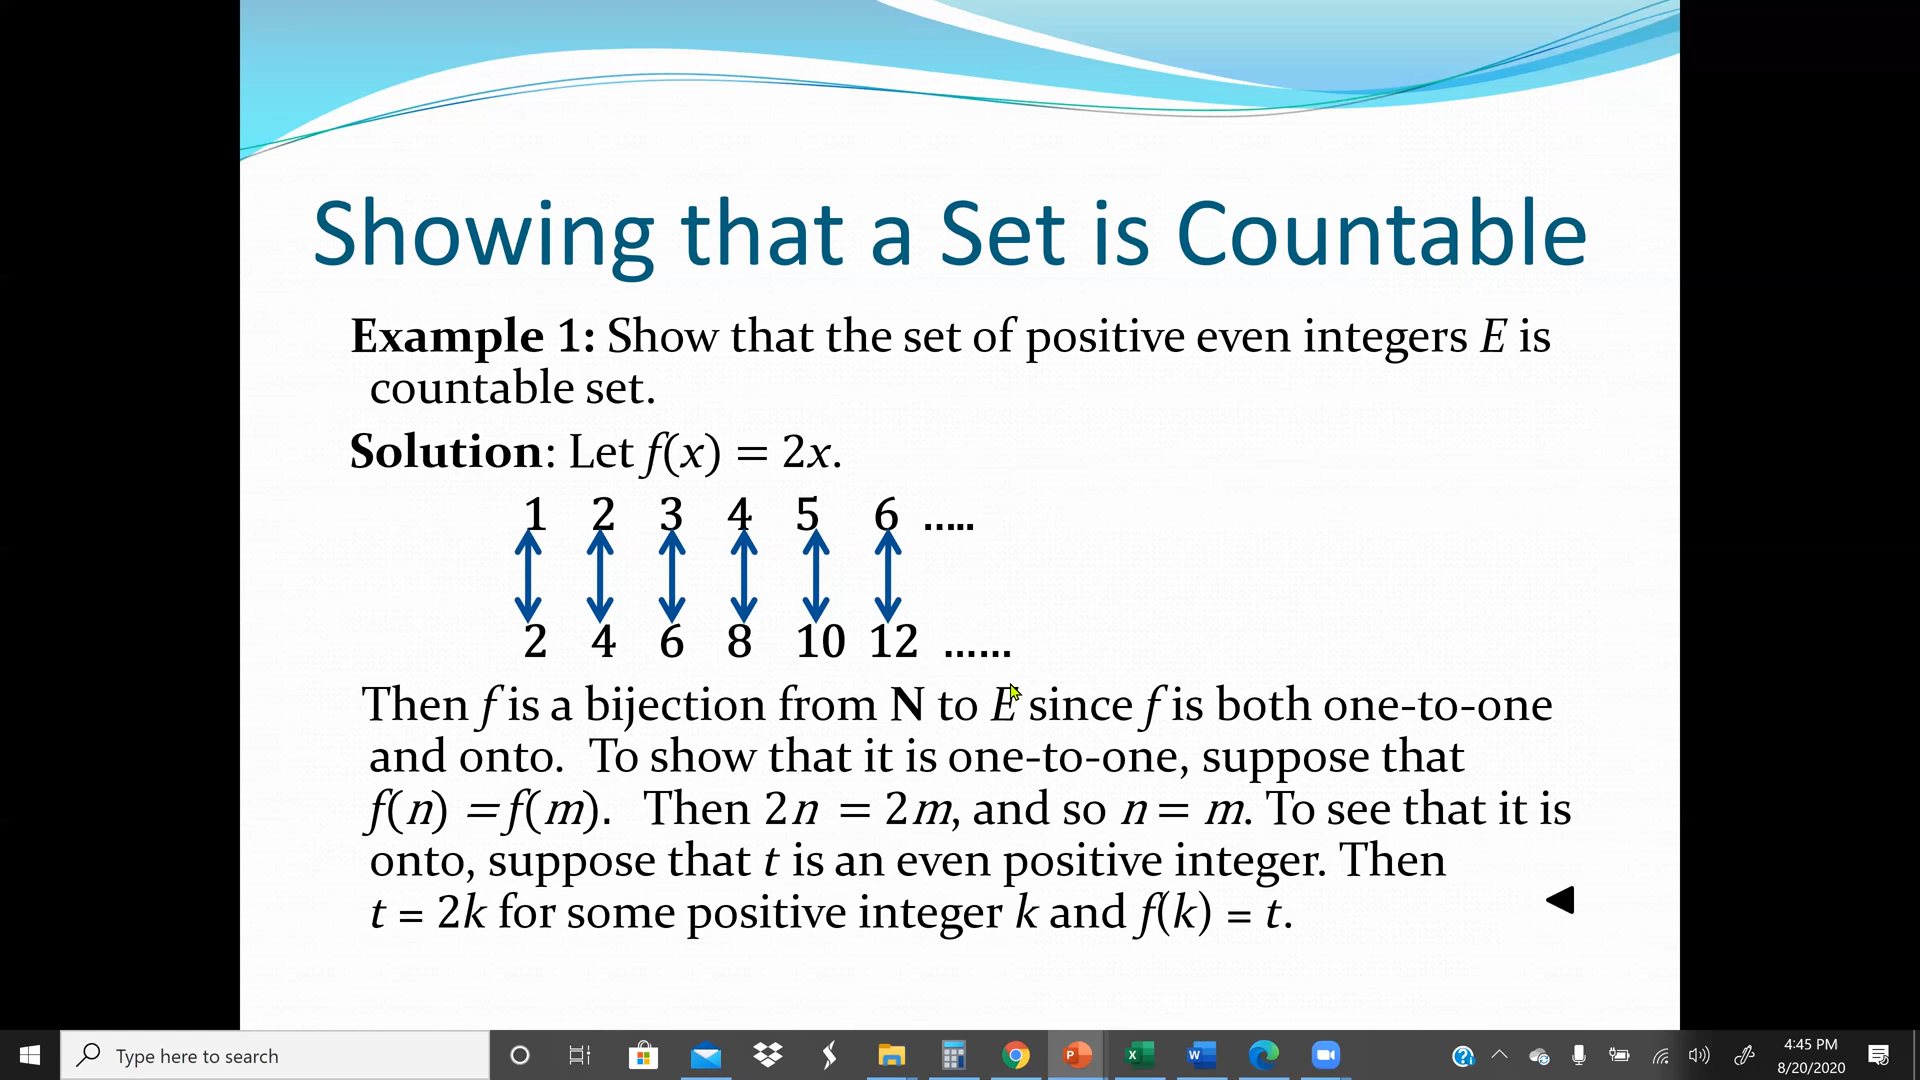 Showing that a Set is Countable
Example 1: Show that the set of positive even integers E is
countable set.
Solution: Let f(x) = 2x.
1 2 3 4 5 6 …..
2 4 6 8 10 12 ……
Then f is a bijection from N to E since f is both one-to-one
and onto. To show that it is one-to-one, suppose that
f(n) = f(m). Then 2n = 2m, and so n = m. To see that it is
onto, suppose that t is an even positive integer. Then
t = 2k for some positive integer k and f(k) = t.
Type here to search
4:45 PM
8/20/2020